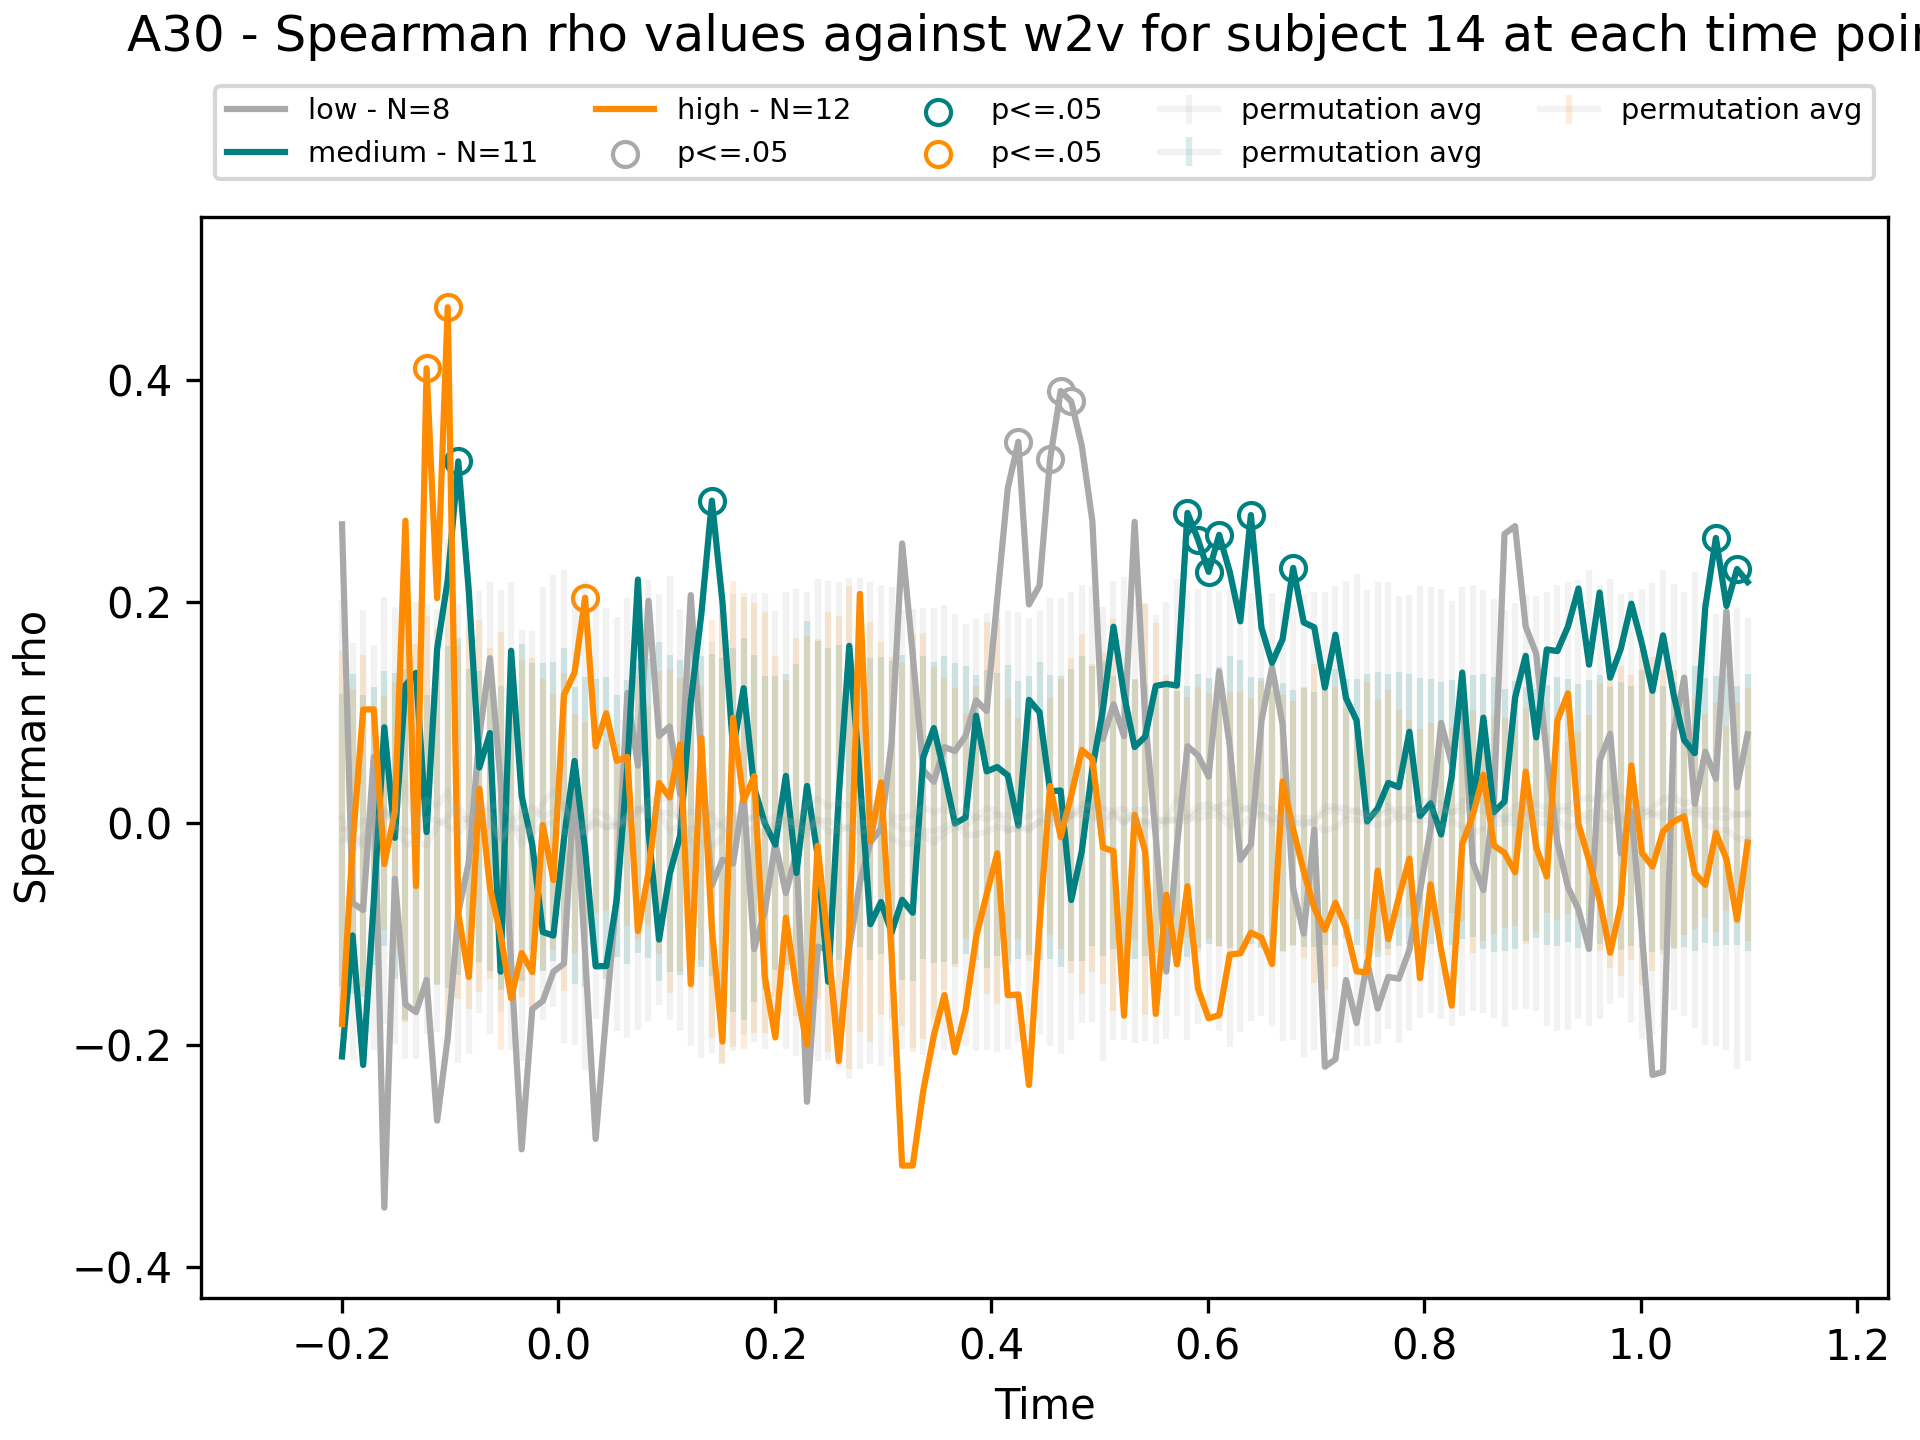 A30 - Spearman rho values against w2v for subject 14 at each time
low - N=8
medium - N=11
high - N=12
p<=.05
p<=.05
p<=.05
permutation avg
permutation avg
permutation avg
Spearman rho
0.4
0.2
0.0
−0.2
−0.4
−0.2 0.0 0.2 0.4 0.6 0.8 1.0 1.2
Time